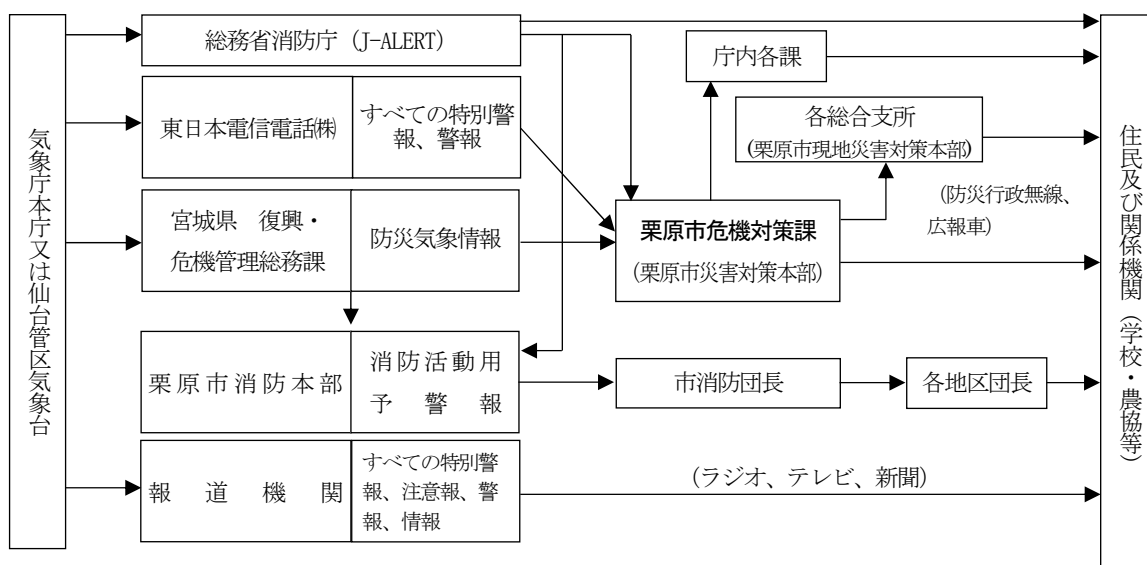 気象庁本庁又は仙台管区気象台
総務省消防庁（J-ALERT）
東日本電信電話㈱
すべての特別警
報、警報
宮城県　復興・
危機管理総務課
防災気象情報
栗原市消防本部
消防活動用
予警報
報道機関
すべての特別警
報、注意報、警
報、情報
庁内各課
各総合支所
(栗原市現地災害対策本部)
栗原市危機対策課
(栗原市災害対策本部)
(防災行政無線、
広報車)
市消防団長
各地区団長
(ラジオ、テレビ、新聞)
住民及び関係機関（学校・農協等）